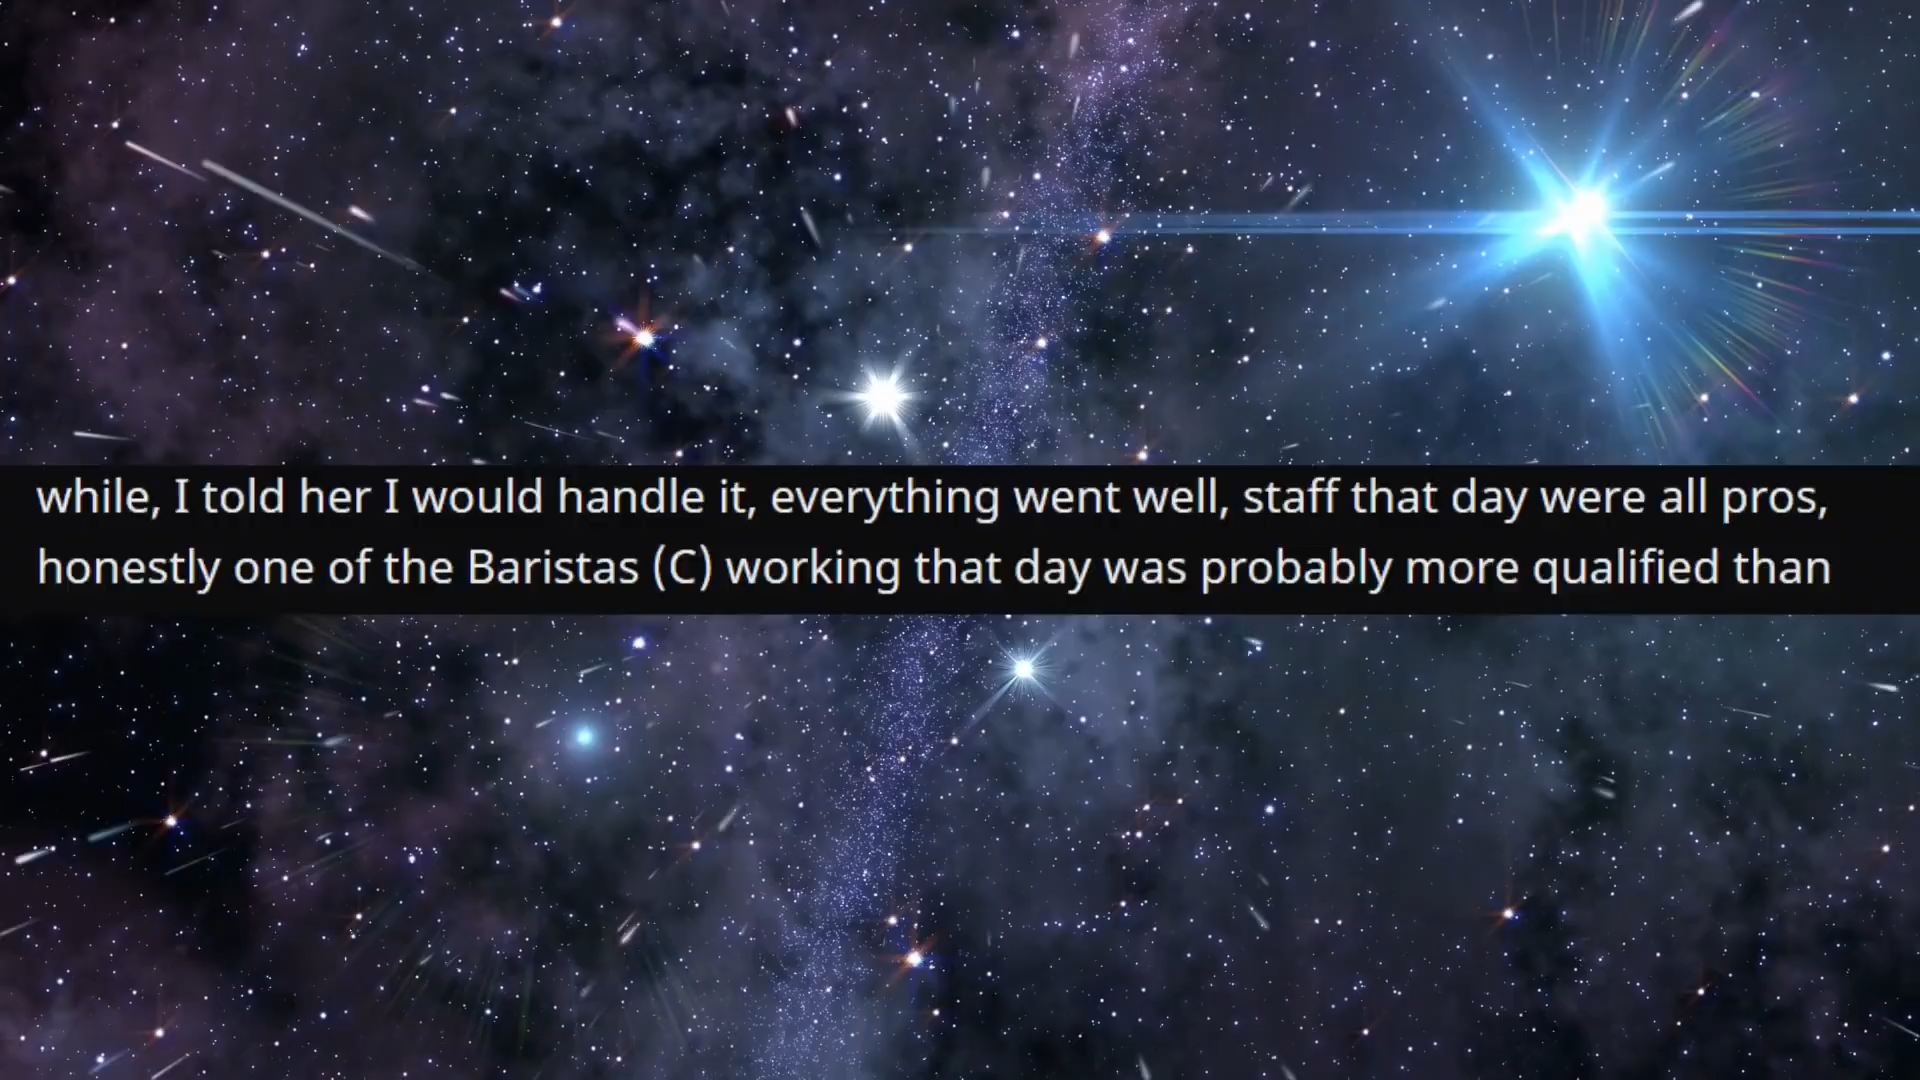 while, I told her I would handle it, everything went well, staff that day were all pros,
honestly one of the Baristas (C) working that day was probably more qualified than